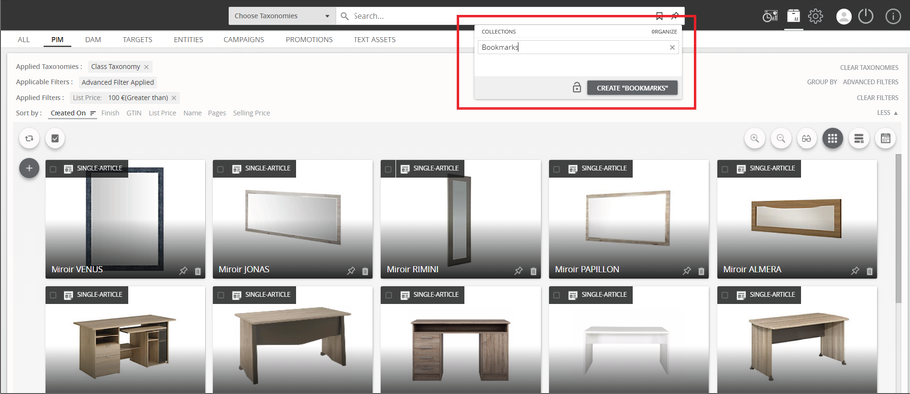 Choose Taxonomies Search...
COLLECTONS ORGANIZE
Bookmarks
CREATE "BOOKMARKS"
ALL PIM DAM TARGETS ENTITIES CAMPAIGNS PROMOTIONS TEXT ASSETS
Applied Taxonomies : Class Taxonomy × CLEAR TAXONOMIES
Applicable Filters : Advanced Filter Applied GROUP BY ADVANCED FILTERS
Applied Filters : List Price: 100 €(Greater than) × CLEAR FILTERS
Sort by : Created On Finish GTIN List Price Name Pages Selling Price LESS
SINGLE-ARTICLE SINGLE-ARTICLE SINGLE-ARTICLE SINGLE-ARTICLE SINGLE-ARTICLE
Miroir VENUS Miroir JONAS Miroir RIMINI Miroir PAPILLON Miroir ALMERA
SINGLE-ARTICLE SINGLE-ARTICLE SINGLE-ARTICLE SINGLE-ARTICLE SINGLE-ARTICLE